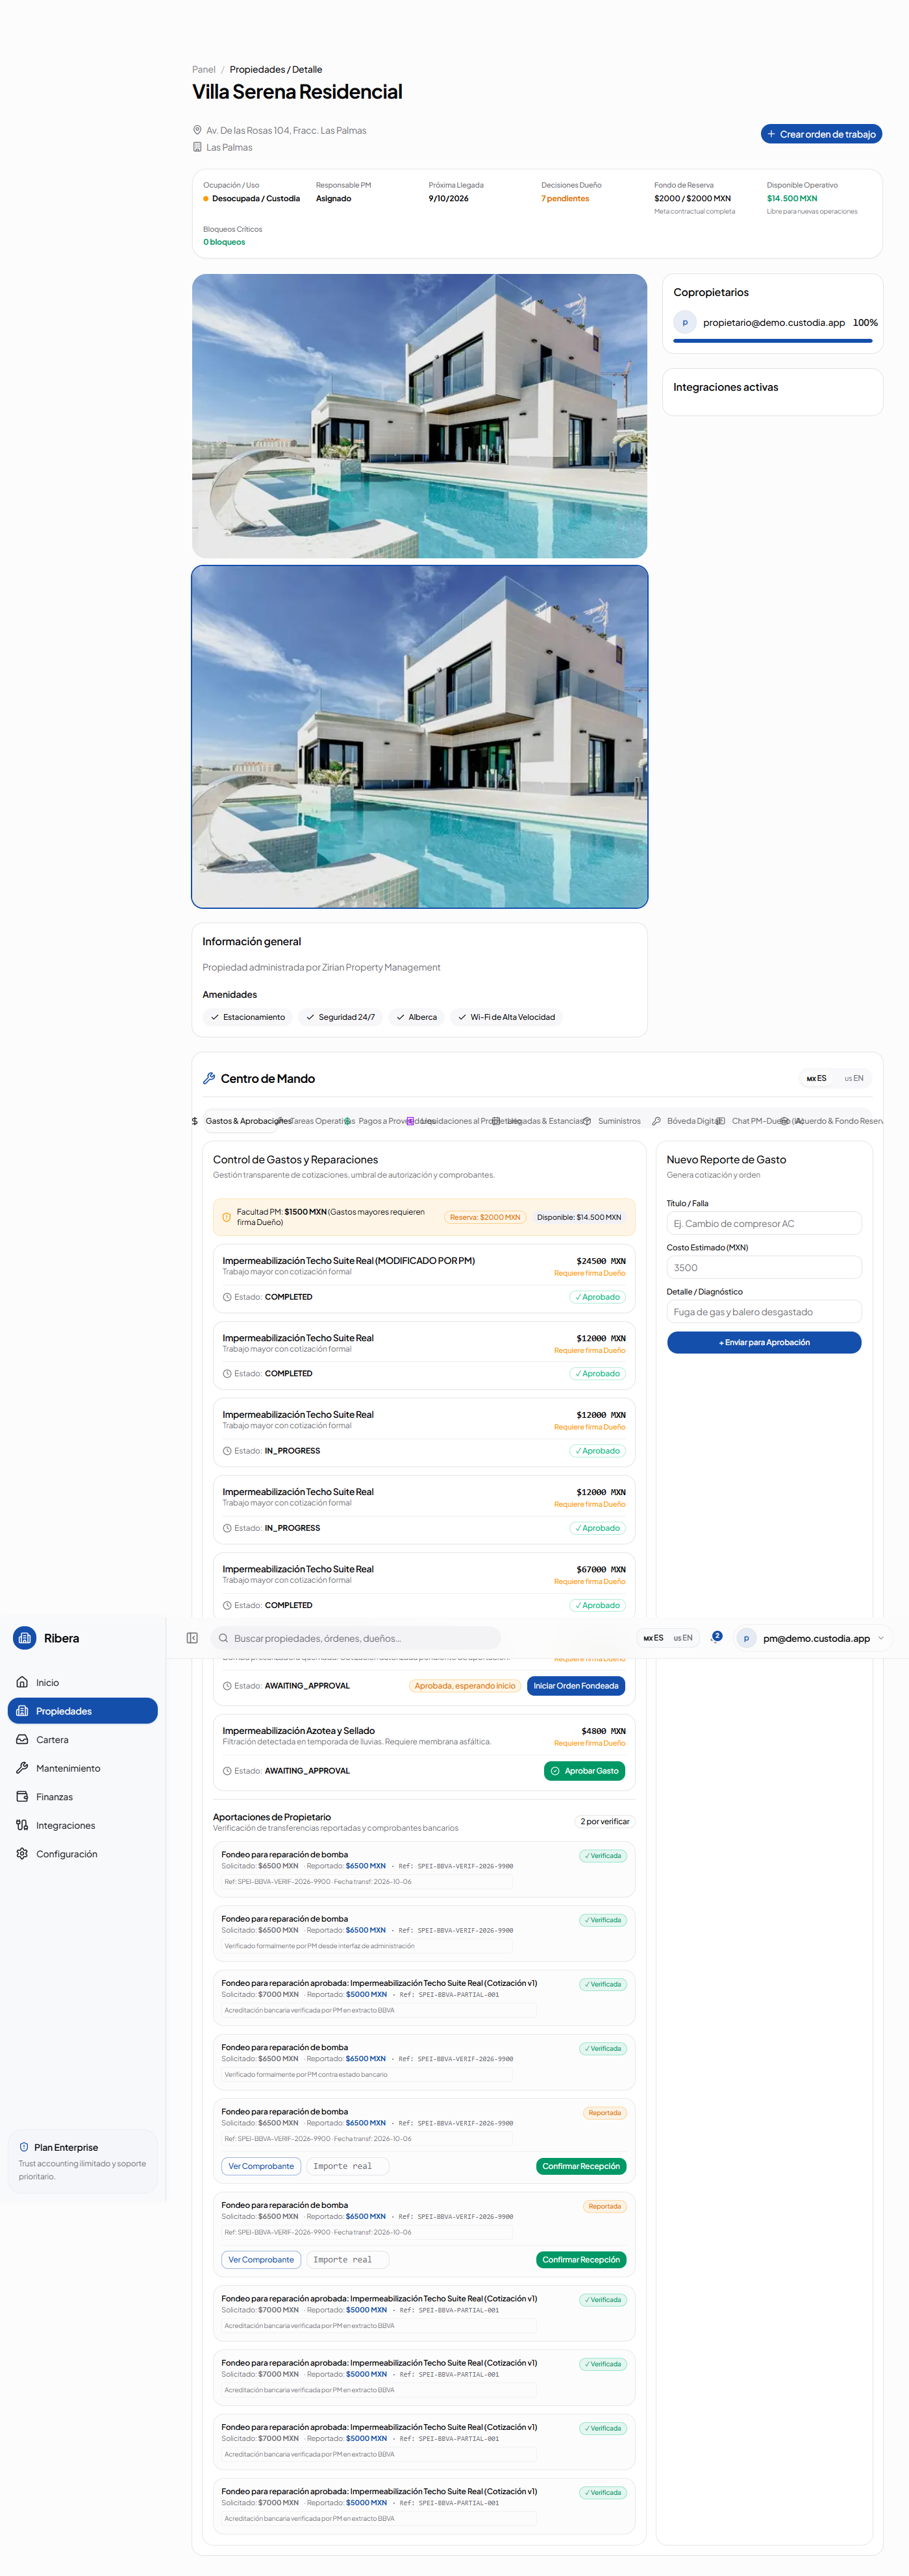 Panel / Propiedades / Detalle
Villa Serena Residencial
Av. De las Rosas 104, Fracc. Las Palmas
Las Palmas
+ Crear orden de trabajo
Ocupación / Uso
Desocupada / Custodia
Responsable PM
Asignado
Próxima Llegada
9/10/2026
Decisiones Dueño
7 pendientes
Fondo de Reserva
$2000 / $2000 MXN
Meta contractual completa
Disponible Operativo
$14.500 MXN
Libre para nuevas operaciones
Bloqueos Críticos
0 bloqueos
Copropietarios
p propietario@demo.custodia.app 100%
Integraciones activas
Información general
Propiedad administrada por Zirian Property Management
Amenidades
Estacionamiento
Seguridad 24/7
Alberca
Wi-Fi de Alta Velocidad
Centro de Mando
MX ES US EN
Gastos & Aprobaciones
Tareas Operativas
Pagos a Proveedores
Liquidaciones al Propietario
Llegadas & Estancias
Suministros
Bóveda Digital
Chat PM-Dueño (IA)
Acuerdo & Fondo Reserv
Control de Gastos y Reparaciones
Gestión transparente de cotizaciones, umbral de autorización y comprobantes.
Facultad PM: $1500 MXN (Gastos mayores requieren firma Dueño)
Reserva: $2000 MXN
Disponible: $14.500 MXN
Impermeabilización Techo Suite Real (MODIFICADO POR PM) $24500 MXN
Trabajo mayor con cotización formal Requiere firma Dueño
Estado: COMPLETED ✓ Aprobado
Impermeabilización Techo Suite Real $12000 MXN
Trabajo mayor con cotización formal Requiere firma Dueño
Estado: COMPLETED ✓ Aprobado
Impermeabilización Techo Suite Real $12000 MXN
Trabajo mayor con cotización formal Requiere firma Dueño
Estado: IN_PROGRESS ✓ Aprobado
Impermeabilización Techo Suite Real $12000 MXN
Trabajo mayor con cotización formal Requiere firma Dueño
Estado: IN_PROGRESS ✓ Aprobado
Impermeabilización Techo Suite Real $67000 MXN
Trabajo mayor con cotización formal Requiere firma Dueño
Estado: COMPLETED ✓ Aprobado
Nuevo Reporte de Gasto
Genera cotización y orden
Título / Falla
Ej. Cambio de compresor AC
Costo Estimado (MXN)
3500
Detalle / Diagnóstico
Fuga de gas y balero desgastado
+ Enviar para Aprobación
Ribera
Buscar propiedades, órdenes, dueños...
MX ES US EN
2
p pm@demo.custodia.app
Inicio
Propiedades
Cartera
Mantenimiento
Finanzas
Integraciones
Configuración
Plan Enterprise
Trust accounting ilimitado y soporte prioritario.
Estado: AWAITING_APPROVAL Aprobada, esperando inicio Iniciar Orden Fondeada
Impermeabilización Azotea y Sellado $4800 MXN
Filtración detectada en temporada de lluvias. Requiere membrana asfáltica. Requiere firma Dueño
Estado: AWAITING_APPROVAL Aprobar Gasto
Aportaciones de Propietario
Verificación de transferencias reportadas y comprobantes bancarios
2 por verificar
Fondeo para reparación de bomba ✓ Verificada
Solicitado: $6500 MXN · Reportado: $6500 MXN • Ref: SPEI-BBVA-VERIF-2026-9900
Ref: SPEI-BBVA-VERIF-2026-9900 · Fecha transf: 2026-10-06
Fondeo para reparación de bomba ✓ Verificada
Solicitado: $6500 MXN · Reportado: $6500 MXN • Ref: SPEI-BBVA-VERIF-2026-9900
Verificado formalmente por PM desde interfaz de administración
Fondeo para reparación aprobada: Impermeabilización Techo Suite Real (Cotización v1) ✓ Verificada
Solicitado: $7000 MXN · Reportado: $5000 MXN • Ref: SPEI-BBVA-PARTIAL-001
Acreditación bancaria verificada por PM en extracto BBVA
Fondeo para reparación de bomba ✓ Verificada
Solicitado: $6500 MXN · Reportado: $6500 MXN • Ref: SPEI-BBVA-VERIF-2026-9900
Verificado formalmente por PM contra estado bancario
Fondeo para reparación de bomba Reportada
Solicitado: $6500 MXN · Reportado: $6500 MXN • Ref: SPEI-BBVA-VERIF-2026-9900
Ref: SPEI-BBVA-VERIF-2026-9900 · Fecha transf: 2026-10-06
Ver Comprobante Importe real Confirmar Recepción
Fondeo para reparación de bomba Reportada
Solicitado: $6500 MXN · Reportado: $6500 MXN • Ref: SPEI-BBVA-VERIF-2026-9900
Ref: SPEI-BBVA-VERIF-2026-9900 · Fecha transf: 2026-10-06
Ver Comprobante Importe real Confirmar Recepción
Fondeo para reparación aprobada: Impermeabilización Techo Suite Real (Cotización v1) ✓ Verificada
Solicitado: $7000 MXN · Reportado: $5000 MXN • Ref: SPEI-BBVA-PARTIAL-001
Acreditación bancaria verificada por PM en extracto BBVA
Fondeo para reparación aprobada: Impermeabilización Techo Suite Real (Cotización v1) ✓ Verificada
Solicitado: $7000 MXN · Reportado: $5000 MXN • Ref: SPEI-BBVA-PARTIAL-001
Acreditación bancaria verificada por PM en extracto BBVA
Fondeo para reparación aprobada: Impermeabilización Techo Suite Real (Cotización v1) ✓ Verificada
Solicitado: $7000 MXN · Reportado: $5000 MXN • Ref: SPEI-BBVA-PARTIAL-001
Acreditación bancaria verificada por PM en extracto BBVA
Fondeo para reparación aprobada: Impermeabilización Techo Suite Real (Cotización v1) ✓ Verificada
Solicitado: $7000 MXN · Reportado: $5000 MXN • Ref: SPEI-BBVA-PARTIAL-001
Acreditación bancaria verificada por PM en extracto BBVA